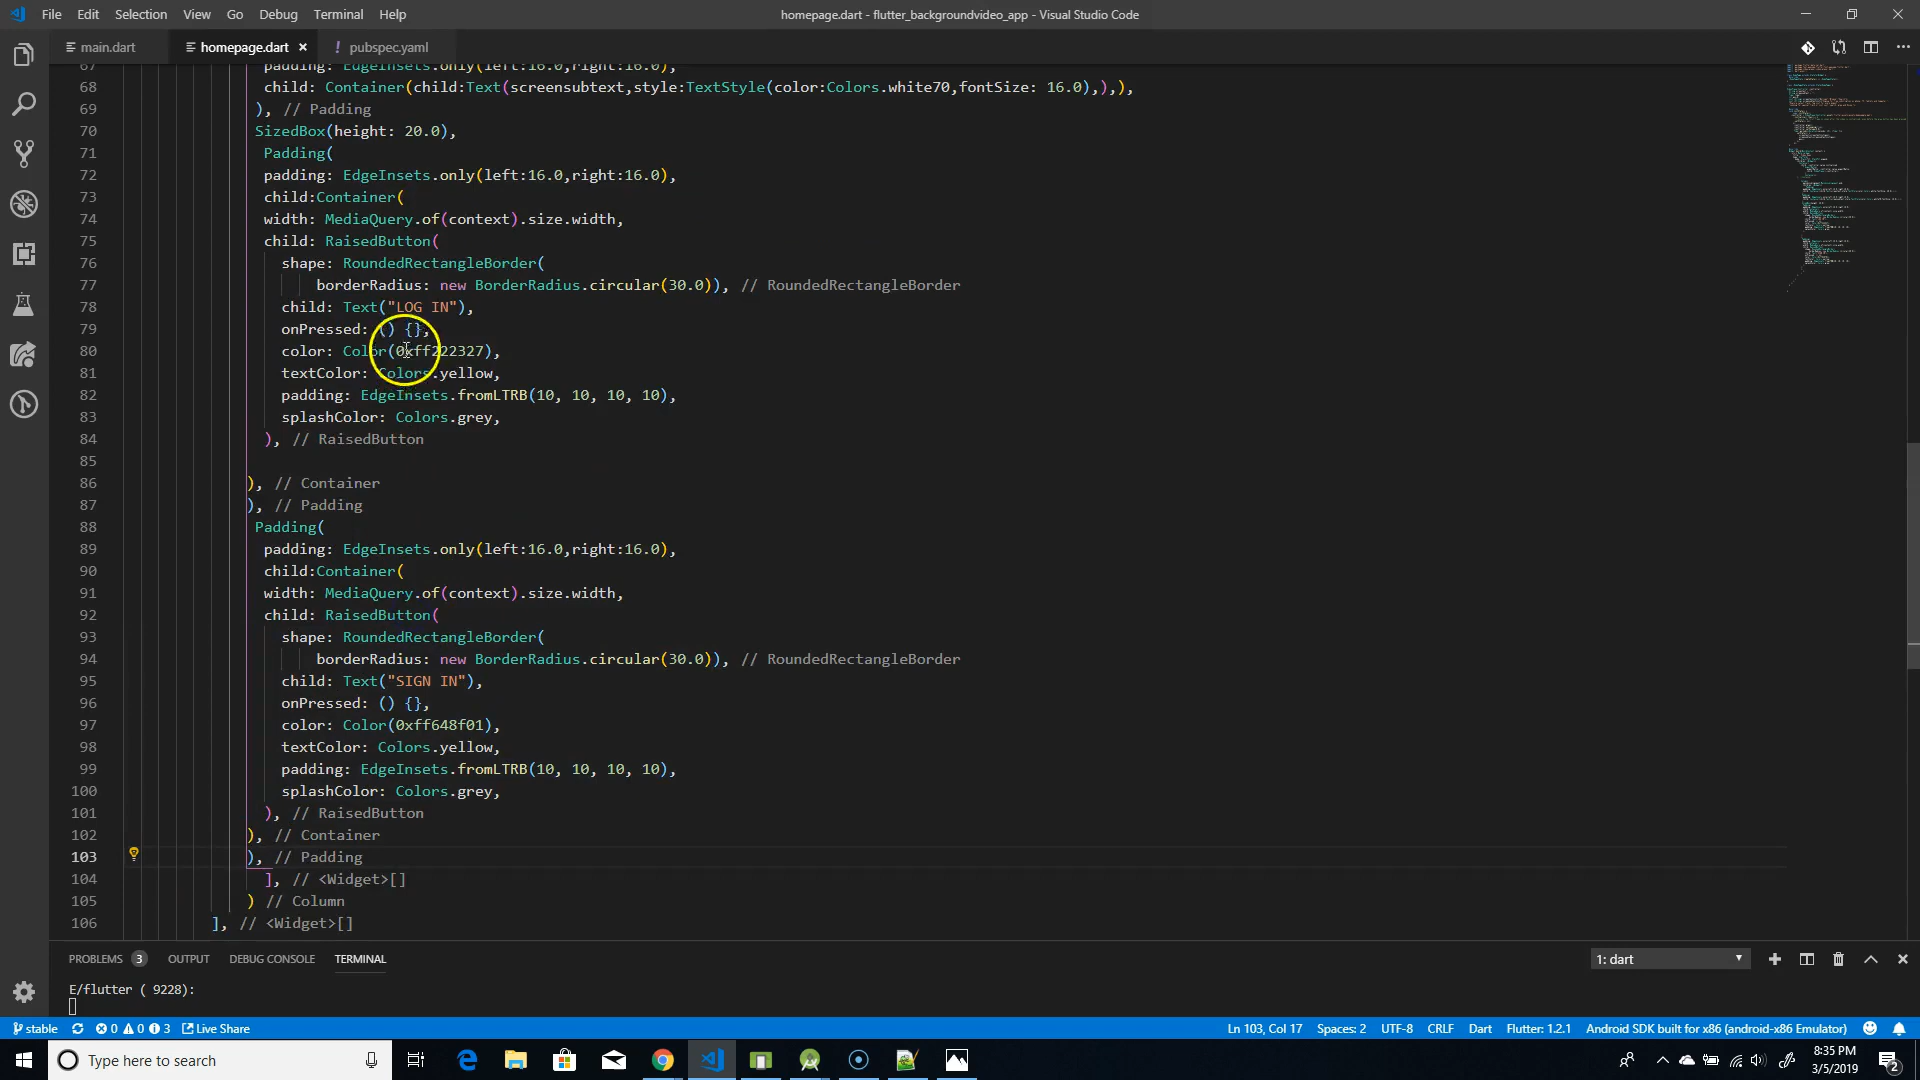 File Edit Selection View Go Debug Terminal Help
homepage.dart - flutter_backgroundvideo_app - Visual Studio Code
main.dart homepage.dart × ! pubspec.yaml
67 padding: EdgeInsets.only(left:16.0,right:16.0),
68 child: Container(child:Text(screensubtext,style:TextStyle(color:Colors.white70,fontSize: 16.0),),),
69 ), // Padding
70 SizedBox(height: 20.0),
71 Padding(
72 padding: EdgeInsets.only(left:16.0,right:16.0),
73 child:Container(
74 width: MediaQuery.of(context).size.width,
75 child: RaisedButton(
76 shape: RoundedRectangleBorder(
77 borderRadius: new BorderRadius.circular(30.0)), // RoundedRectangleBorder
78 child: Text("LOG IN"),
79 onPressed: () {},
80 color: Color(0xff222327),
81 textColor: Colors.yellow,
82 padding: EdgeInsets.fromLTRB(10, 10, 10, 10),
83 splashColor: Colors.grey,
84 ), // RaisedButton
85
86 ), // Container
87 ), // Padding
88 Padding(
89 padding: EdgeInsets.only(left:16.0,right:16.0),
90 child:Container(
91 width: MediaQuery.of(context).size.width,
92 child: RaisedButton(
93 shape: RoundedRectangleBorder(
94 borderRadius: new BorderRadius.circular(30.0)), // RoundedRectangleBorder
95 child: Text("SIGN IN"),
96 onPressed: () {},
97 color: Color(0xff648f01),
98 textColor: Colors.yellow,
99 padding: EdgeInsets.fromLTRB(10, 10, 10, 10),
100 splashColor: Colors.grey,
101 ), // RaisedButton
102 ), // Container
103 ), // Padding
104 ], // <Widget>[]
105 ) // Column
106 ], // <Widget>[]
PROBLEMS 3 OUTPUT DEBUG CONSOLE TERMINAL 1: dart
E/flutter ( 9228):
stable 0 0 3 Live Share Ln 103, Col 17 Spaces: 2 UTF-8 CRLF Dart Flutter: 1.2.1 Android SDK built for x86 (android-x86 Emulator)
Type here to search
8:35 PM
3/5/2019
2